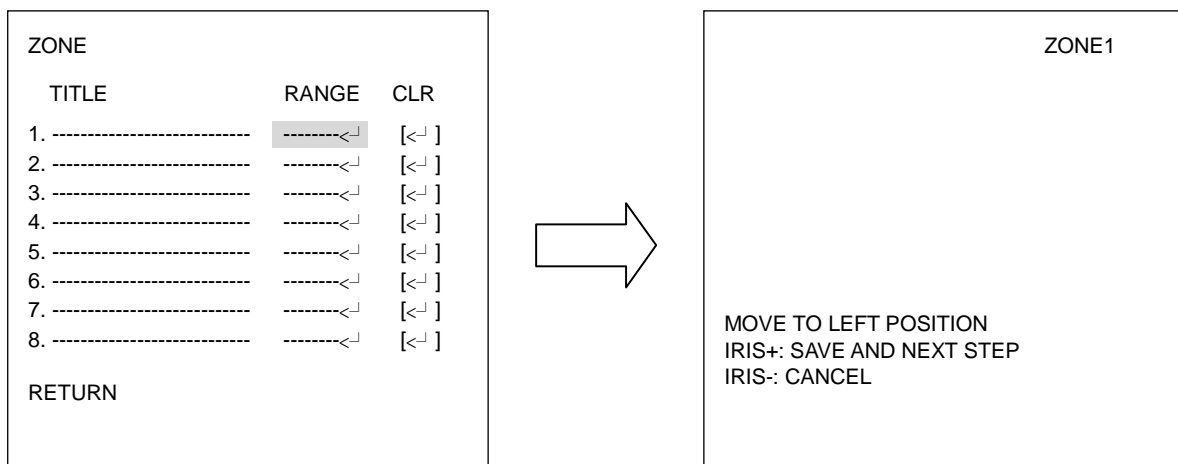 ZONE
TITLE RANGE CLR
1. ---------------------------- --------<┘ [<┘ ]
2. ---------------------------- --------<┘ [<┘ ]
3. ---------------------------- --------<┘ [<┘ ]
4. ---------------------------- --------<┘ [<┘ ]
5. ---------------------------- --------<┘ [<┘ ]
6. ---------------------------- --------<┘ [<┘ ]
7. ---------------------------- --------<┘ [<┘ ]
8. ---------------------------- --------<┘ [<┘ ]
RETURN
ZONE1
MOVE TO LEFT POSITION
IRIS+: SAVE AND NEXT STEP
IRIS-: CANCEL